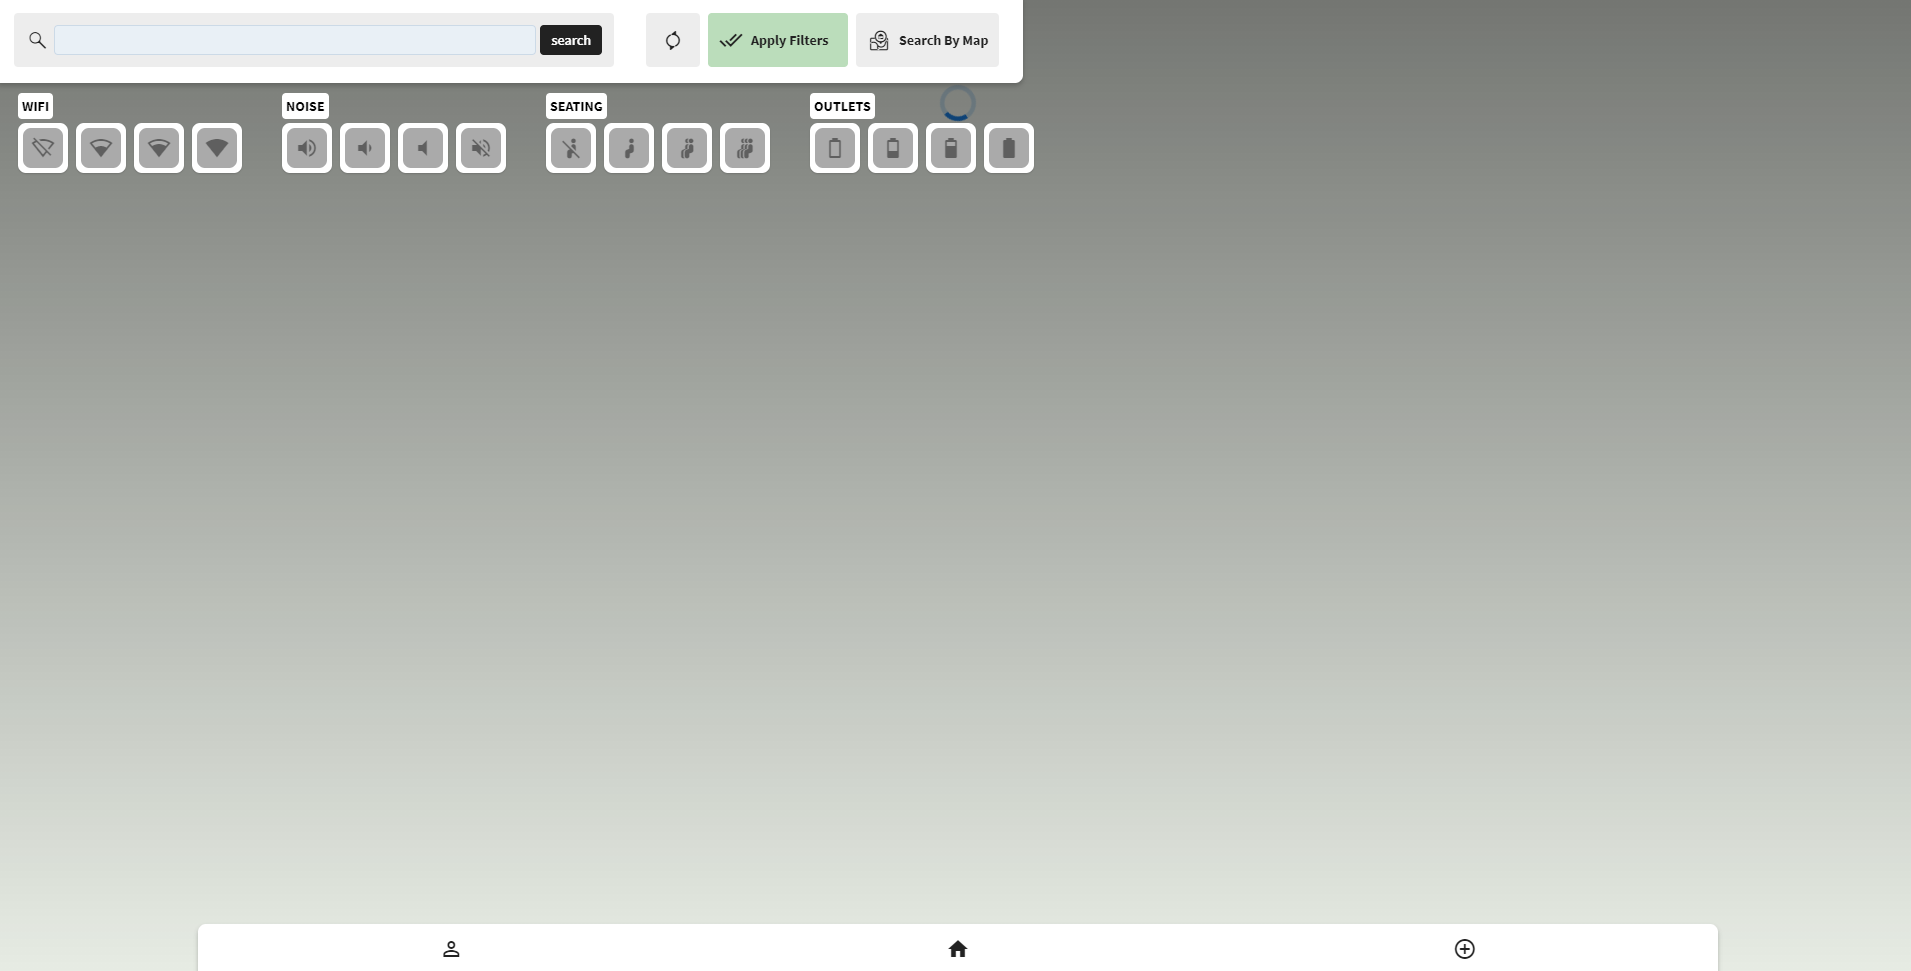 search
Apply Filters
Search By Map
WIFI
NOISE
SEATING
OUTLETS